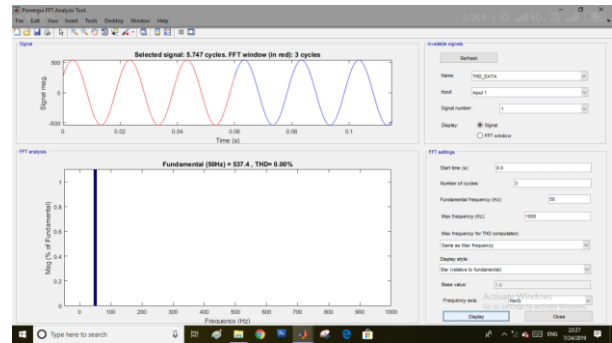 Powergui FFT Analysis Tool.
File Edit View Insert Tools Desktop Window Help
Signal
Selected signal: 5.747 cycles. FFT window (in red): 3 cycles
Signal mag.
500
0
-500
0 0.02 0.04 0.06 0.08 0.1
Time (s)
FFT analysis
Fundamental (50Hz) = 537.4 , THD= 0.00%
Mag (% of Fundamental)
1
0.8
0.6
0.4
0.2
0
0 100 200 300 400 500 600 700 800 900 1000
Frequency (Hz)
Available signals
Refresh
Name: THD_DATA
Input: input 1
Signal number: 1
Display: Signal
FFT window
FFT settings
Start time (s): 0.0
Number of cycles: 3
Fundamental frequency (Hz): 50
Max frequency (Hz): 1000
Max frequency for THD computation:
Same as Max frequency
Display style:
Bar (relative to fundamental)
Base value: 1.0
Frequency axis: Hertz
Activate Windows
Go to Settings to activate Windows.
Display Close
Type here to search
ENG
7/24/2019